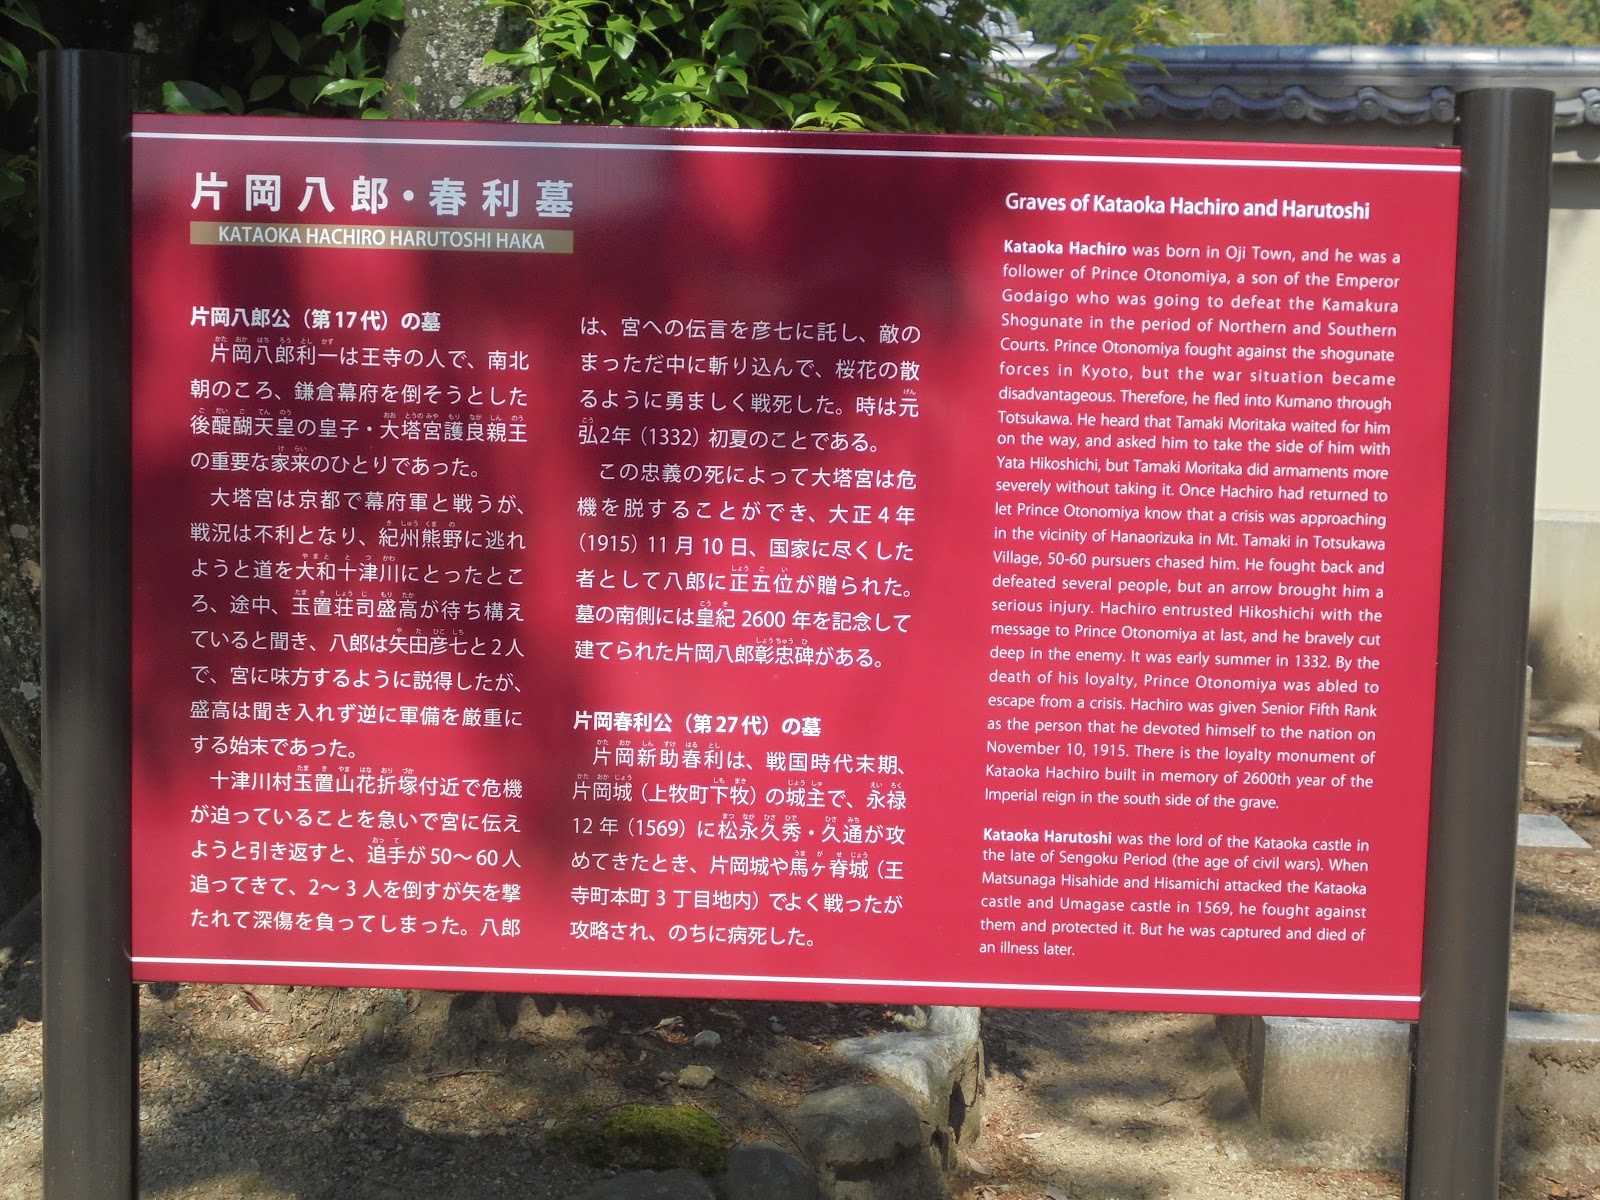 片岡八郎・春利墓
KATAOKA HACHIRO HARUTOSHI HAKA
片岡八郎公（第17代）の墓
片岡八郎利一は王寺の人で、南北
朝のころ、鎌倉幕府を倒そうとした
後醍醐天皇の皇子・大塔宮護良親王
の重要な家来のひとりであった。
大塔宮は京都で幕府軍と戦うが、
戦況は不利となり、紀州熊野に逃れ
ようと道を大和十津川にとったとこ
ろ、途中、玉置荘司盛高が待ち構え
ていると聞き、八郎は矢田彦七と2人
で、宮に味方するように説得したが、
盛高は聞き入れず逆に軍備を厳重に
する始末であった。
十津川村玉置山花折塚付近で危機
が迫っていることを急いで宮に伝え
ようと引き返すと、追手が50～60人
追ってきて、2～3人を倒すが矢を撃
たれて深傷を負ってしまった。八郎
は、宮への伝言を彦七に託し、敵の
まっただ中に斬り込んで、桜花の散
るように勇ましく戦死した。時は元
弘2年（1332）初夏のことである。
この忠義の死によって大塔宮は危
機を脱することができ、大正4年
（1915）11月10日、国家に尽くした
者として八郎に正五位が贈られた。
墓の南側には皇紀2600年を記念して
建てられた片岡八郎彰忠碑がある。
片岡春利公（第27代）の墓
片岡新助春利は、戦国時代末期、
片岡城（上牧町下牧）の城主で、永禄
12年（1569）に松永久秀・久通が攻
めてきたとき、片岡城や馬ヶ脊城（王
寺町本町3丁目地内）でよく戦ったが
攻略され、のちに病死した。
Graves of Kataoka Hachiro and Harutoshi
Kataoka Hachiro was born in Oji Town, and he was a
follower of Prince Otonomiya, a son of the Emperor
Godaigo who was going to defeat the Kamakura
Shogunate in the period of Northern and Southern
Courts. Prince Otonomiya fought against the shogunate
forces in Kyoto, but the war situation became
disadvantageous. Therefore, he fled into Kumano through
Totsukawa. He heard that Tamaki Moritaka waited for him
on the way, and asked him to take the side of him with
Yata Hikoshichi, but Tamaki Moritaka did armaments more
severely without taking it. Once Hachiro had returned to
let Prince Otonomiya know that a crisis was approaching
in the vicinity of Hanaorizuka in Mt. Tamaki in Totsukawa
Village, 50-60 pursuers chased him. He fought back and
defeated several people, but an arrow brought him a
serious injury. Hachiro entrusted Hikoshichi with the
message to Prince Otonomiya at last, and he bravely cut
deep in the enemy. It was early summer in 1332. By the
death of his loyalty, Prince Otonomiya was abled to
escape from a crisis. Hachiro was given Senior Fifth Rank
as the person that he devoted himself to the nation on
November 10, 1915. There is the loyalty monument of
Kataoka Hachiro built in memory of 2600th year of the
Imperial reign in the south side of the grave.
Kataoka Harutoshi was the lord of the Kataoka castle in
the late of Sengoku Period (the age of civil wars). When
Matsunaga Hisahide and Hisamichi attacked the Kataoka
castle and Umagase castle in 1569, he fought against
them and protected it. But he was captured and died of
an illness later.